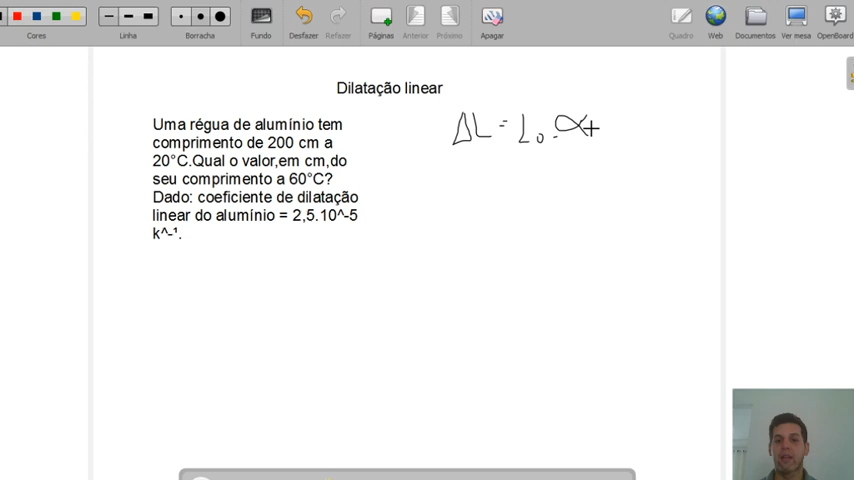 Cores
Linha
Borracha
Fundo
Desfazer
Refazer
Páginas
Anterior
Próximo
Apagar
Quadro
Web
Documentos
Ver mesa
OpenBoard
Dilatação linear
Uma régua de alumínio tem
comprimento de 200 cm a
20°C.Qual o valor,em cm,do
seu comprimento a 60°C?
Dado: coeficiente de dilatação
linear do alumínio = 2,5.10^-5
k^-¹.
ΔL = L₀.α